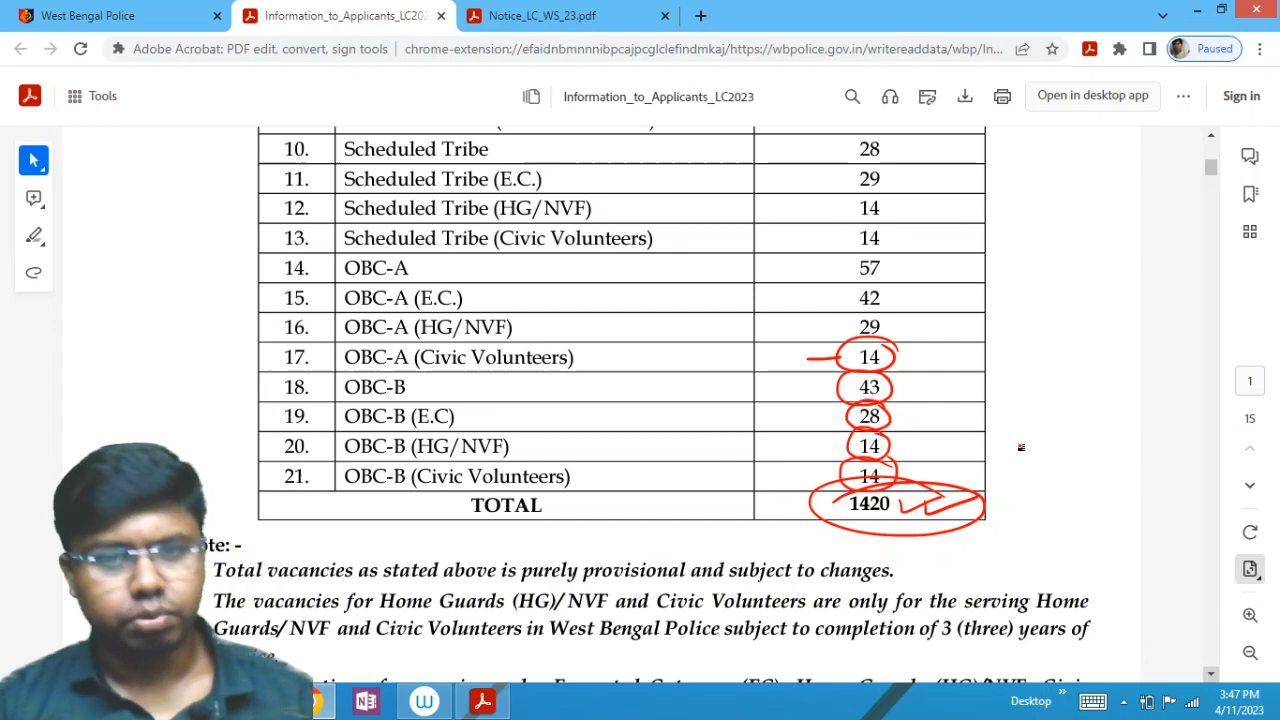 West Bengal Police
Information_to_Applicants_LC202
Notice_LC_WS_23.pdf
Adobe Acrobat: PDF edit, convert, sign tools
chrome-extension://efaidnbmnnnibpcajpcglclefindmkaj/https://wbpolice.gov.in/writereaddata/wbp/In...
Paused
Tools
Information_to_Applicants_LC2023
Open in desktop app
Sign in
10. Scheduled Tribe 28
11. Scheduled Tribe (E.C.) 29
12. Scheduled Tribe (HG/NVF) 14
13. Scheduled Tribe (Civic Volunteers) 14
14. OBC-A 57
15. OBC-A (E.C.) 42
16. OBC-A (HG/NVF) 29
17. OBC-A (Civic Volunteers) 14
18. OBC-B 43
19. OBC-B (E.C) 28
20. OBC-B (HG/NVF) 14
21. OBC-B (Civic Volunteers) 14
TOTAL 1420
1
15
ote: -
Total vacancies as stated above is purely provisional and subject to changes.
The vacancies for Home Guards (HG)/NVF and Civic Volunteers are only for the serving Home
Guards/NVF and Civic Volunteers in West Bengal Police subject to completion of 3 (three) years of
Desktop
3:47 PM
4/11/2023